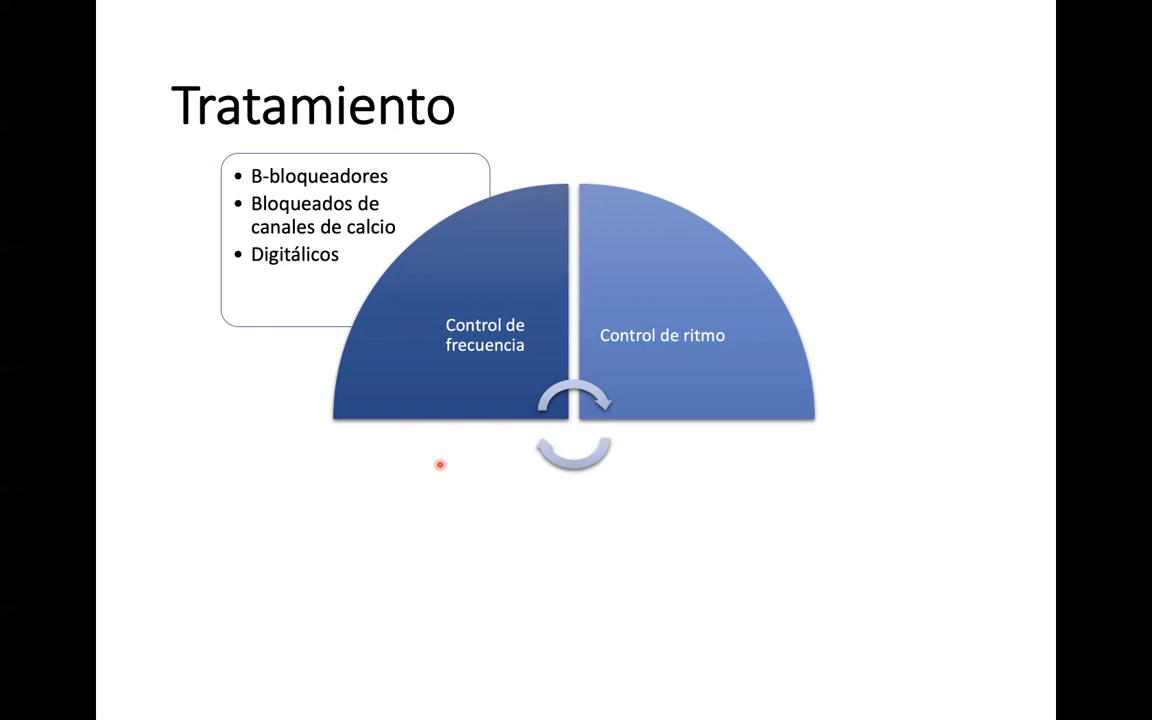 Tratamiento
• B-bloqueadores
• Bloqueados de
canales de calcio
• Digitálicos
Control de
frecuencia
Control de ritmo